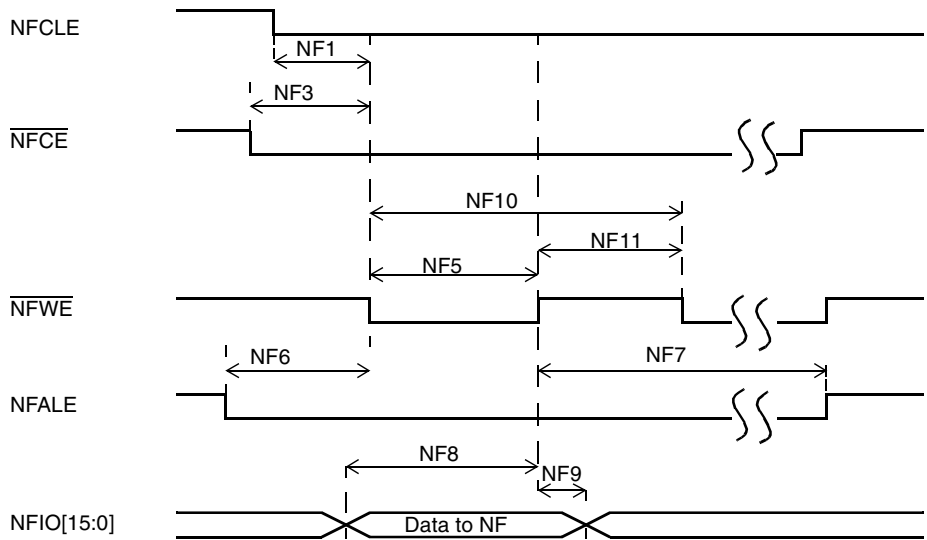 NFCLE
NF1
NF3
NFCE
NF10
NF11
NF5
NFWE
NF6
NF7
NFALE
NF8
NF9
NFIO[15:0]
Data to NF